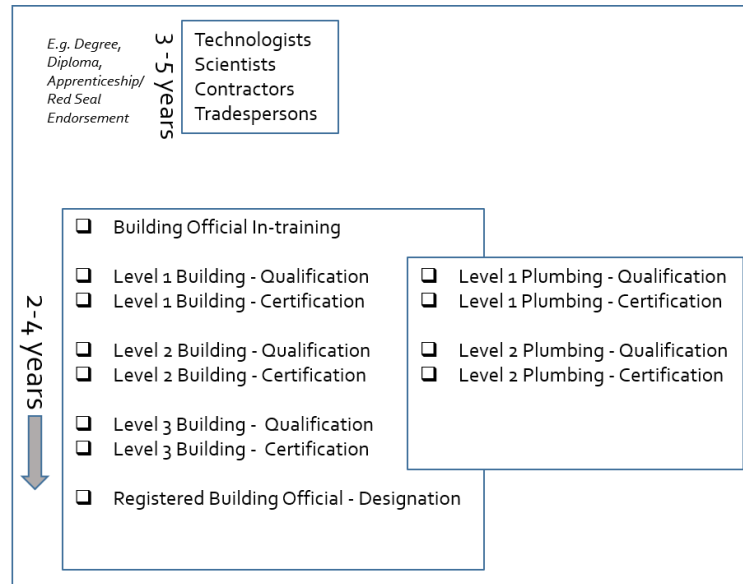 E.g. Degree,
Diploma,
Apprenticeship/
Red Seal
Endorsement
3 -5 years
Technologists
Scientists
Contractors
Tradespersons
2-4 years
Building Official In-training
Level 1 Building - Qualification
Level 1 Building - Certification
Level 2 Building - Qualification
Level 2 Building - Certification
Level 3 Building -  Qualification
Level 3 Building -  Certification
Registered Building Official - Designation
Level 1 Plumbing - Qualification
Level 1 Plumbing - Certification
Level 2 Plumbing - Qualification
Level 2 Plumbing - Certification